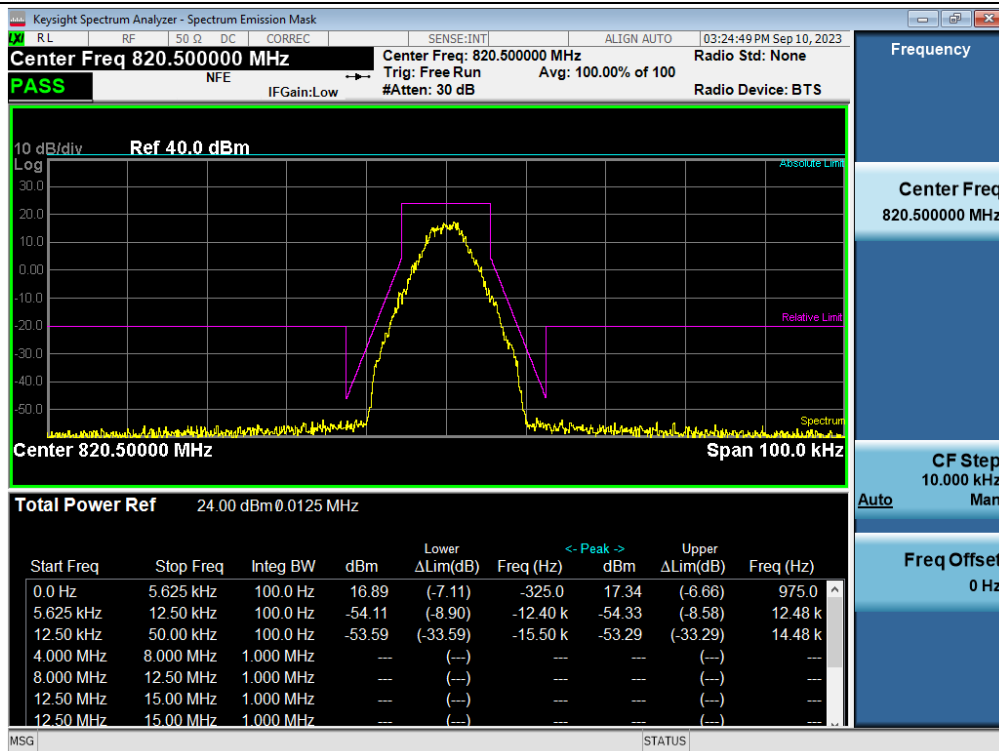 Keysight Spectrum Analyzer - Spectrum Emission Mask
LXI RL RF 50 Ω DC CORREC SENSE:INT ALIGN AUTO 03:24:49 PM Sep 10, 2023
Center Freq 820.500000 MHz
NFE
PASS
IFGain:Low
Center Freq: 820.500000 MHz
Trig: Free Run Avg: 100.00% of 100
#Atten: 30 dB
Radio Std: None
Radio Device: BTS
10 dB/div Ref 40.0 dBm
Log
Absolute Limit
30.0
20.0
10.0
0.00
-10.0
-20.0
Relative Limit
-30.0
-40.0
-50.0
Spectrum
Center 820.50000 MHz Span 100.0 kHz
Total Power Ref 24.00 dBm 0.0125 MHz
Lower <- Peak -> Upper
Start Freq Stop Freq Integ BW dBm ΔLim(dB) Freq (Hz) dBm ΔLim(dB) Freq (Hz)
0.0 Hz 5.625 kHz 100.0 Hz 16.89 (-7.11) -325.0 17.34 (-6.66) 975.0
5.625 kHz 12.50 kHz 100.0 Hz -54.11 (-8.90) -12.40 k -54.33 (-8.58) 12.48 k
12.50 kHz 50.00 kHz 100.0 Hz -53.59 (-33.59) -15.50 k -53.29 (-33.29) 14.48 k
4.000 MHz 8.000 MHz 1.000 MHz --- (---) --- --- (---) ---
8.000 MHz 12.50 MHz 1.000 MHz --- (---) --- --- (---) ---
12.50 MHz 15.00 MHz 1.000 MHz --- (---) --- --- (---) ---
12.50 MHz 15.00 MHz 1.000 MHz --- (---) --- --- (---) ---
MSG STATUS
Frequency
Center Freq
820.500000 MHz
CF Step
10.000 kHz
Auto Man
Freq Offset
0 Hz